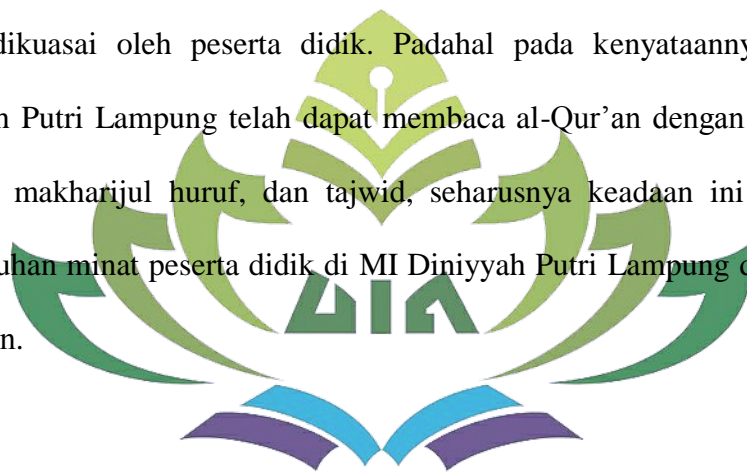 dikuasai oleh peserta didik. Padahal pada kenyataanny
Putri Lampung telah dapat membaca al-Qur'an dengan
makharijul huruf, dan tajwid, seharusnya keadaan ini
uhan minat peserta didik di MI Diniyyah Putri Lampung d
n.
UIN